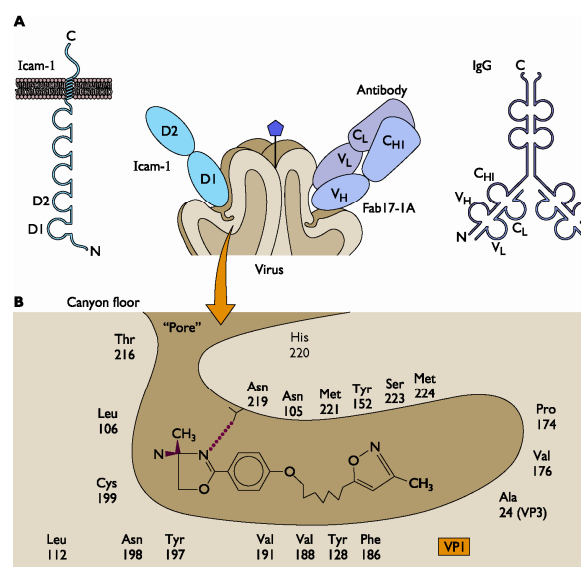 A
C
Icam-1
D2
D1
N
D2
Icam-1
D1
Antibody
CL
CHI
VL
VH
Fab17-1A
Virus
IgG
C
CHI
VH
CL
N
VL
B
Canyon floor
"Pore"
Thr
216
His
220
Asn
219
Asn
105
Met
221
Tyr
152
Ser
223
Met
224
Leu
106
Pro
174
CH3
N
N
O
O
O
N
CH3
Val
176
Cys
199
Ala
24 (VP3)
Leu
112
Asn
198
Tyr
197
Val
191
Val
188
Tyr
128
Phe
186
VP1